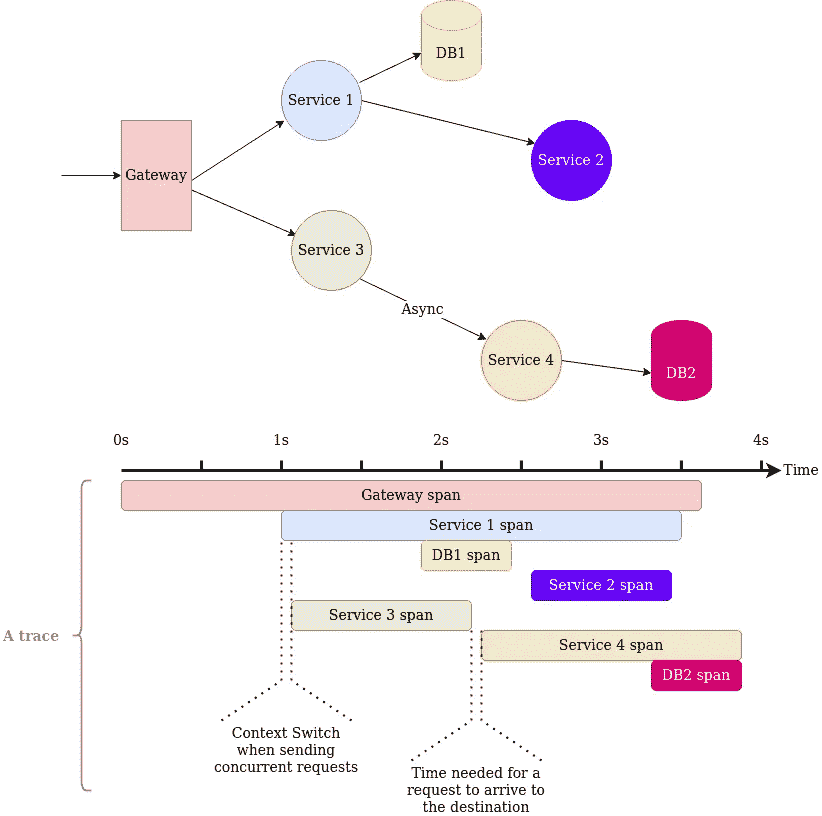 DB1
Service 1
Service 2
Gateway
Service 3
Async
Service 4
DB2
0s 1s 2s 3s 4s
Time
Gateway span
Service 1 span
DB1 span
Service 2 span
Service 3 span
A trace
Service 4 span
DB2 span
Context Switch
when sending
concurrent requests
Time needed for a
request to arrive to
the destination